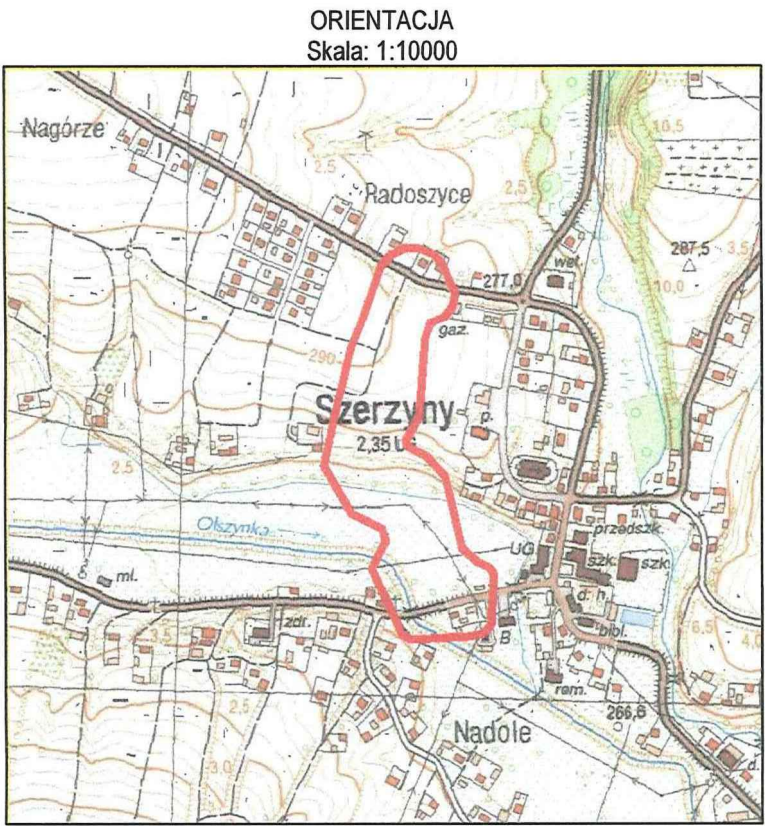 ORIENTACJA
Skala: 1:10000
Nagórze
10,5
2.5
Radoszyce
2,5
287,5
3.5
wet.
277,0
10,0
gaz.
290
Szerzyny
p.
2,35
2.5
Olszynka
przedszk.
UG
szk.
szk.
ml.
d. h.
zdr.
3.5
B
bibl.
6,5
4,0
rem.
2,5
266,6
Nadole
3,0
d.